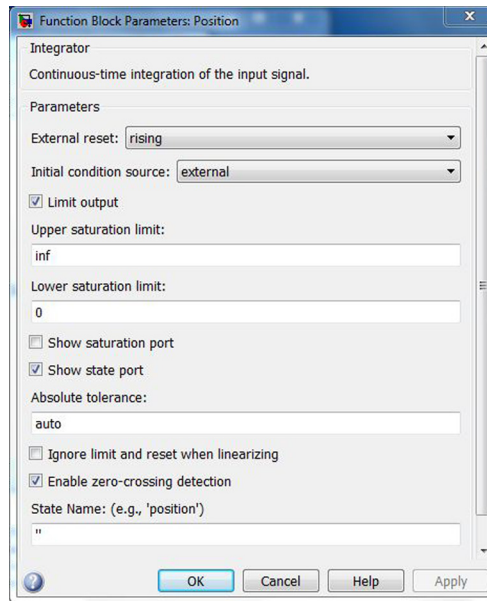 Function Block Parameters: Position
Integrator
Continuous-time integration of the input signal.
Parameters
External reset: rising
Initial condition source: external
Limit output
Upper saturation limit:
inf
Lower saturation limit:
0
Show saturation port
Show state port
Absolute tolerance:
auto
Ignore limit and reset when linearizing
Enable zero-crossing detection
State Name: (e.g., 'position')
''
OK Cancel Help Apply